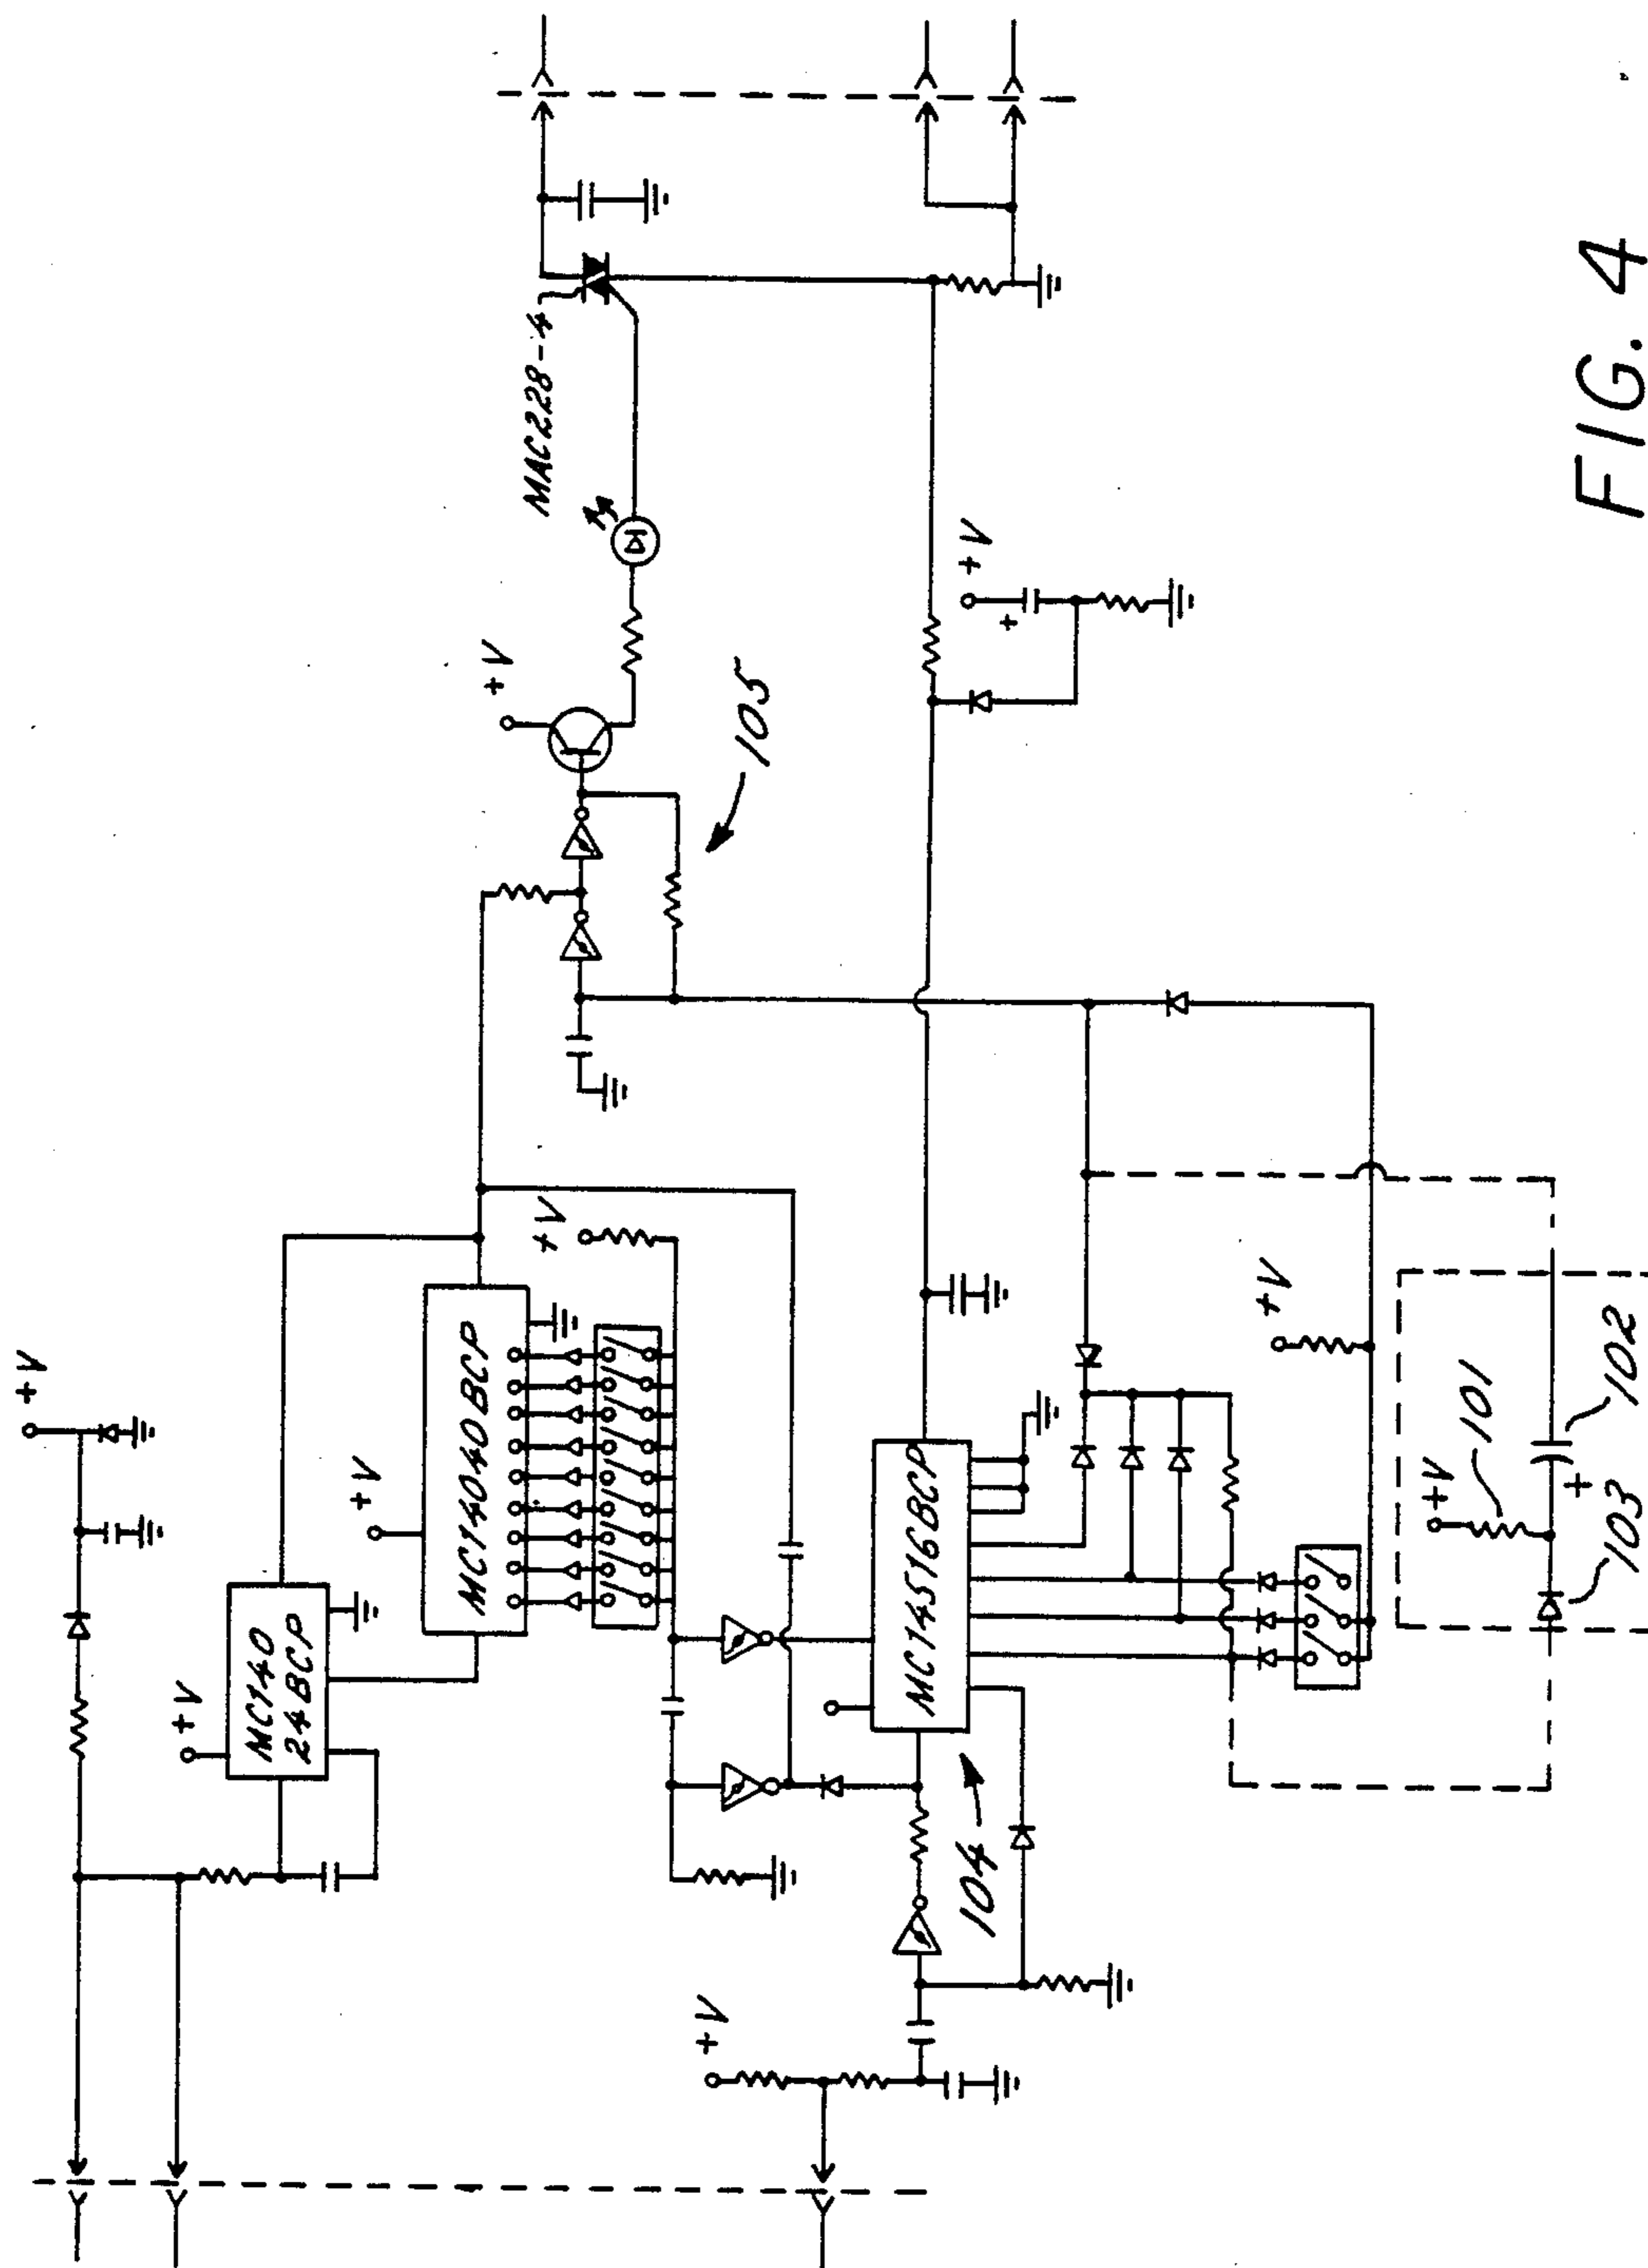 +V
+V
MC140
24BCP
+V
MC14040BCP
+V
+V
MAC228-4
105
+V
+V
104
MC14516BCP
+V
+V
101
102
103
+
+
FIG. 4